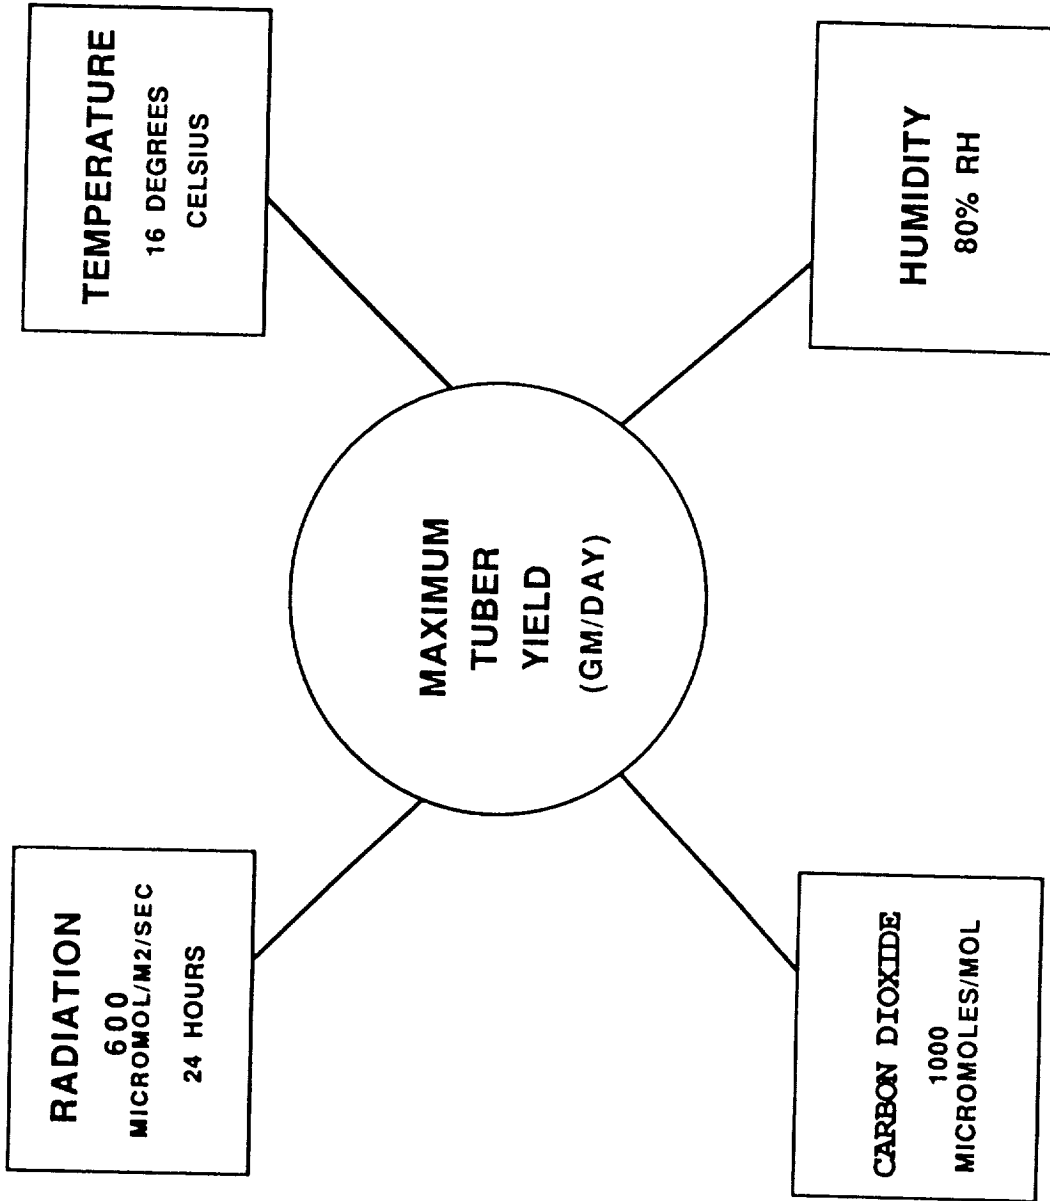 RADIATION
600
MICROMOL/M2/SEC
24 HOURS
TEMPERATURE
16 DEGREES
CELSIUS
MAXIMUM
TUBER
YIELD
(GM/DAY)
CARBON DIOXIDE
1000
MICROMOLES/MOL
HUMIDITY
80% RH